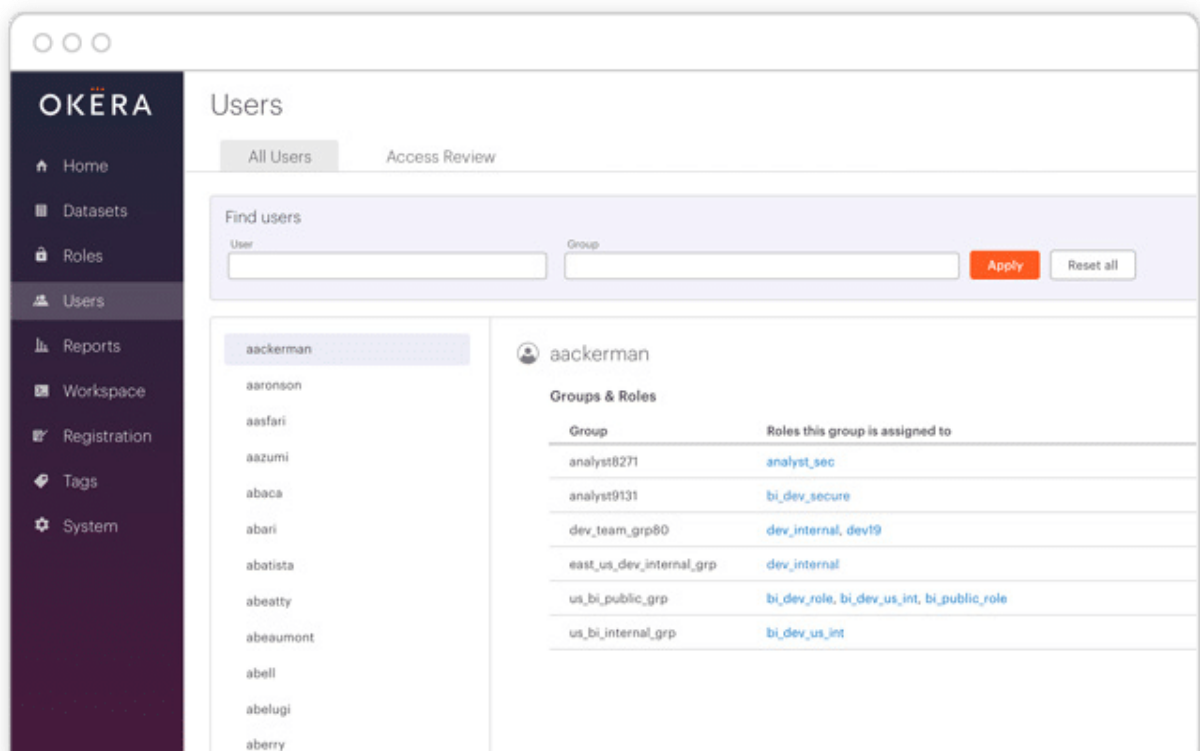 OKERA
Home
Datasets
Roles
Users
Reports
Workspace
Registration
Tags
System
Users
All Users Access Review
Find users
User Group
Apply Reset all
aackerman
aaronson
aasfari
aazumi
abaca
abari
abatista
abeatty
abeaumont
abell
abelugi
aberry
aackerman
Groups & Roles
Group Roles this group is assigned to
analyst8271 analyst_sec
analyst9131 bi_dev_secure
dev_team_grp80 dev_internal, dev19
east_us_dev_internal_grp dev_internal
us_bi_public_grp bi_dev_role, bi_dev_us_int, bi_public_role
us_bi_internal_grp bi_dev_us_int